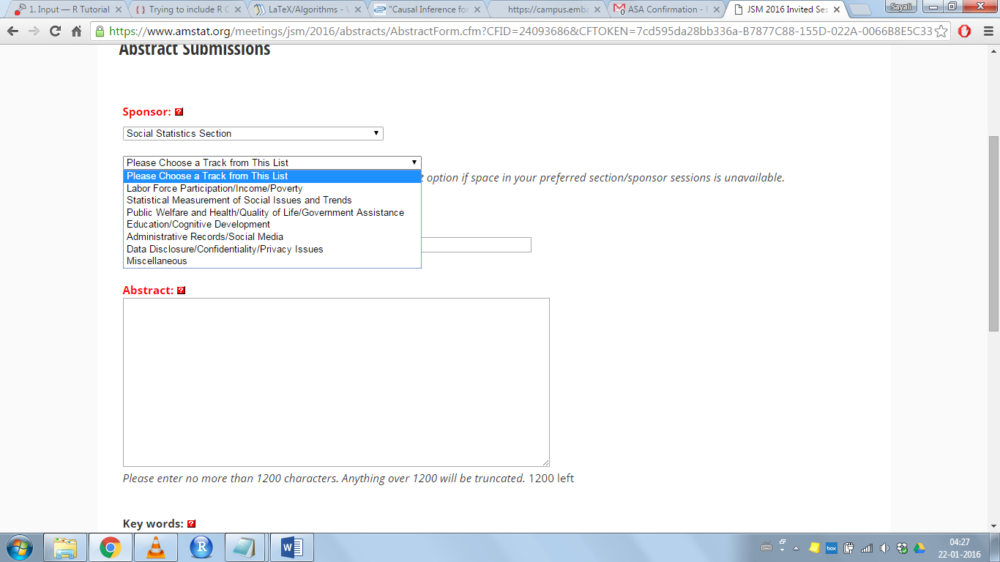 1. Input — R Tutorial
Trying to include R C
LaTeX/Algorithms - W
"Causal Inference for
https://campus.emba
ASA Confirmation -
JSM 2016 Invited Ses
Sayali
https://www.amstat.org/meetings/jsm/2016/abstracts/AbstractForm.cfm?CFID=24093686&CFTOKEN=7cd595da28bb336a-B7877C88-155D-022A-0066B8E5C33
Abstract Submissions
Sponsor: ?
Social Statistics Section
Please Choose a Track from This List
Please Choose a Track from This List
t option if space in your preferred section/sponsor sessions is unavailable.
Labor Force Participation/Income/Poverty
Statistical Measurement of Social Issues and Trends
Public Welfare and Health/Quality of Life/Government Assistance
Education/Cognitive Development
Administrative Records/Social Media
Data Disclosure/Confidentiality/Privacy Issues
Miscellaneous
Abstract: ?
Please enter no more than 1200 characters. Anything over 1200 will be truncated. 1200 left
Key words: ?
R
W
box
04:27
22-01-2016